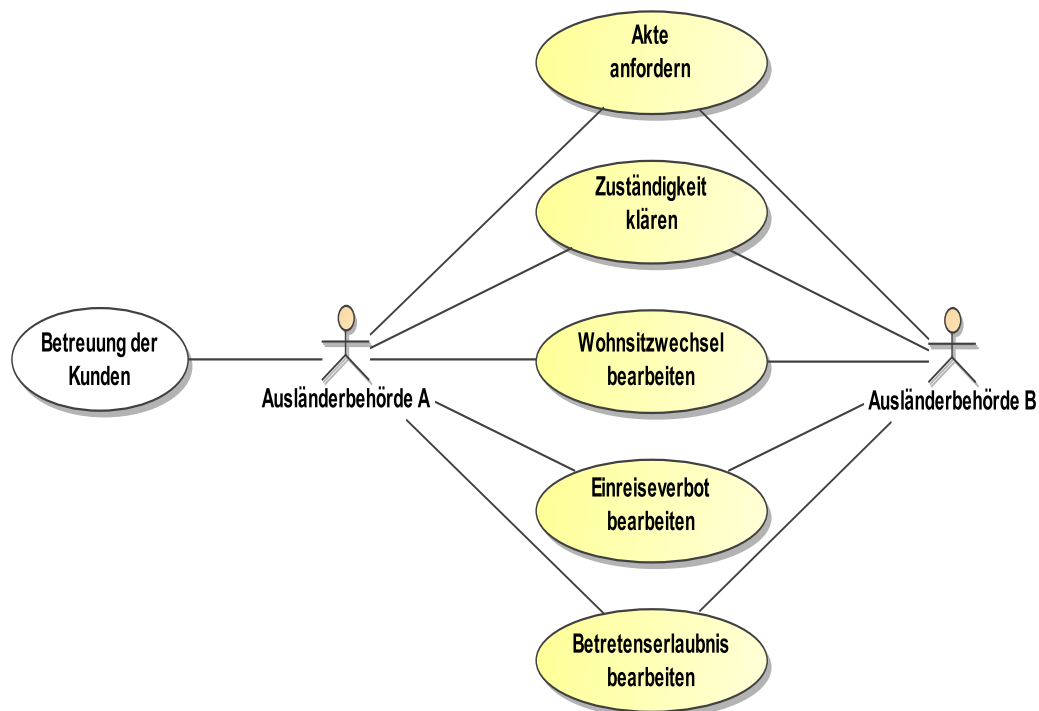 Akte
anfordern
Zuständigkeit
klären
Betreuung der
Kunden
Wohnsitzwechsel
bearbeiten
Ausländerbehörde A
Ausländerbehörde B
Einreiseverbot
bearbeiten
Betretenserlaubnis
bearbeiten